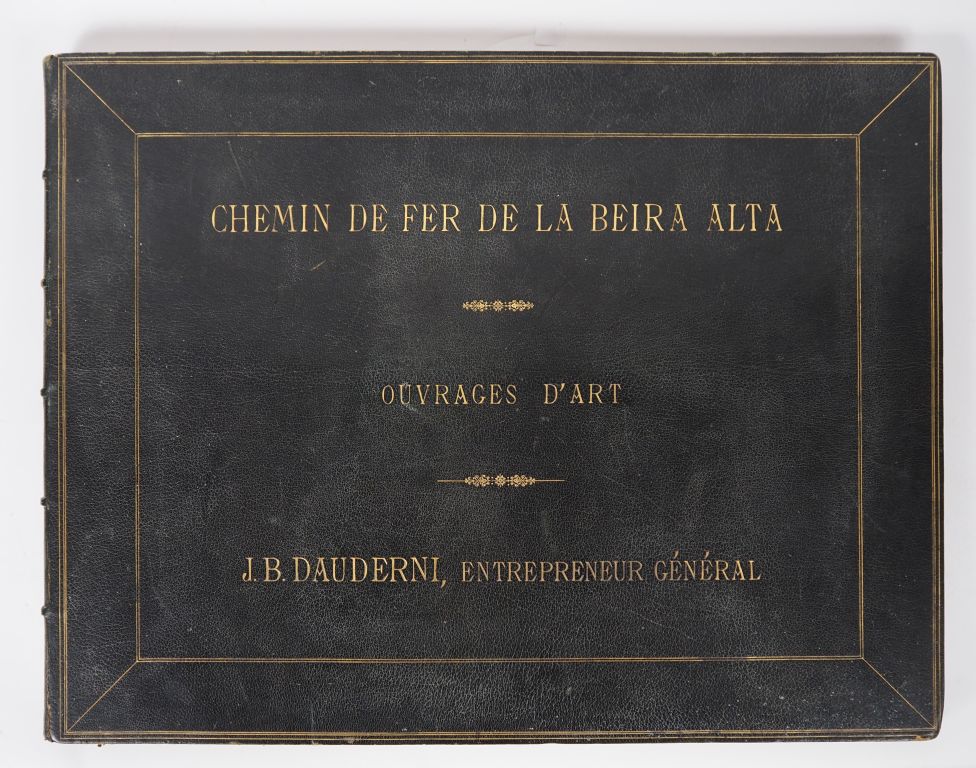 CHEMIN DE FER DE LA BEIRA ALTA
OUVRAGES D'ART
J. B. DAUDERNI, ENTREPRENEUR GÉNÉRAL